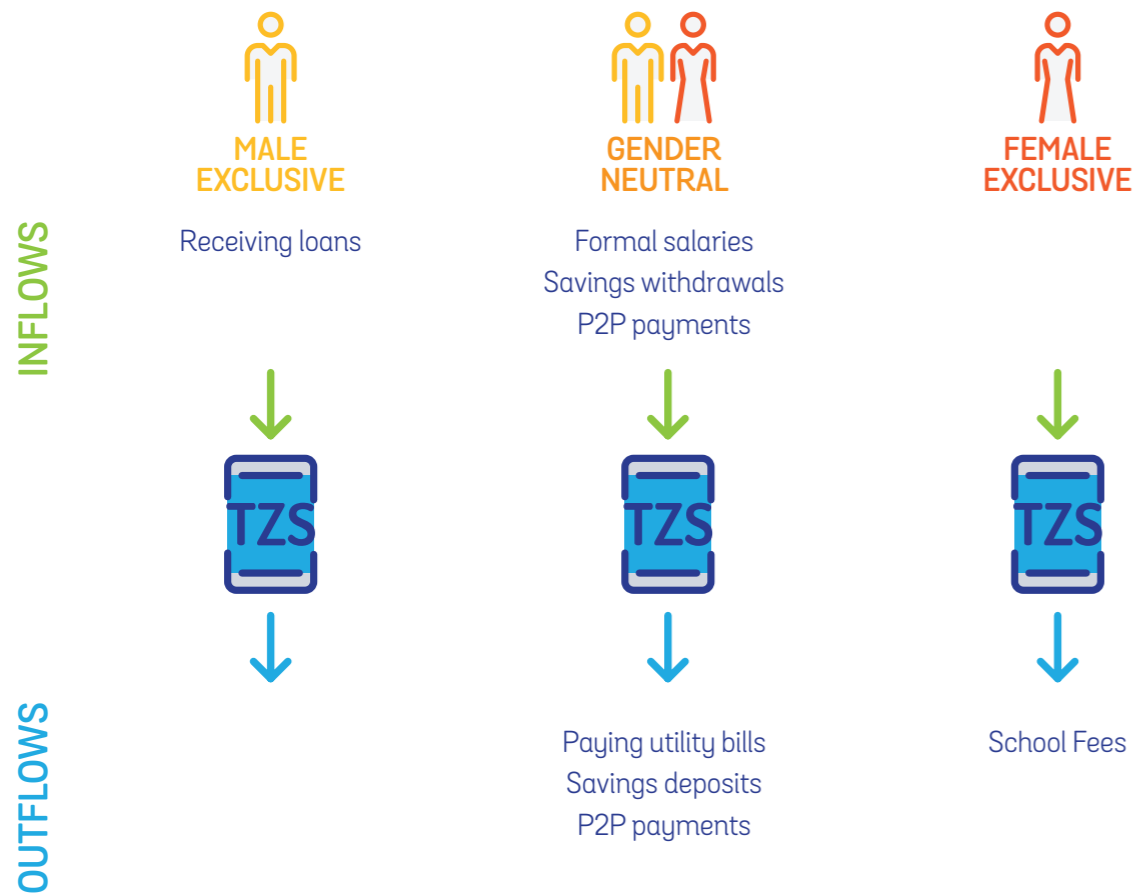 MALE
EXCLUSIVE
GENDER
NEUTRAL
FEMALE
EXCLUSIVE
INFLOWS
Receiving loans
Formal salaries
Savings withdrawals
P2P payments
TZS
TZS
TZS
OUTFLOWS
Paying utility bills
Savings deposits
P2P payments
School Fees